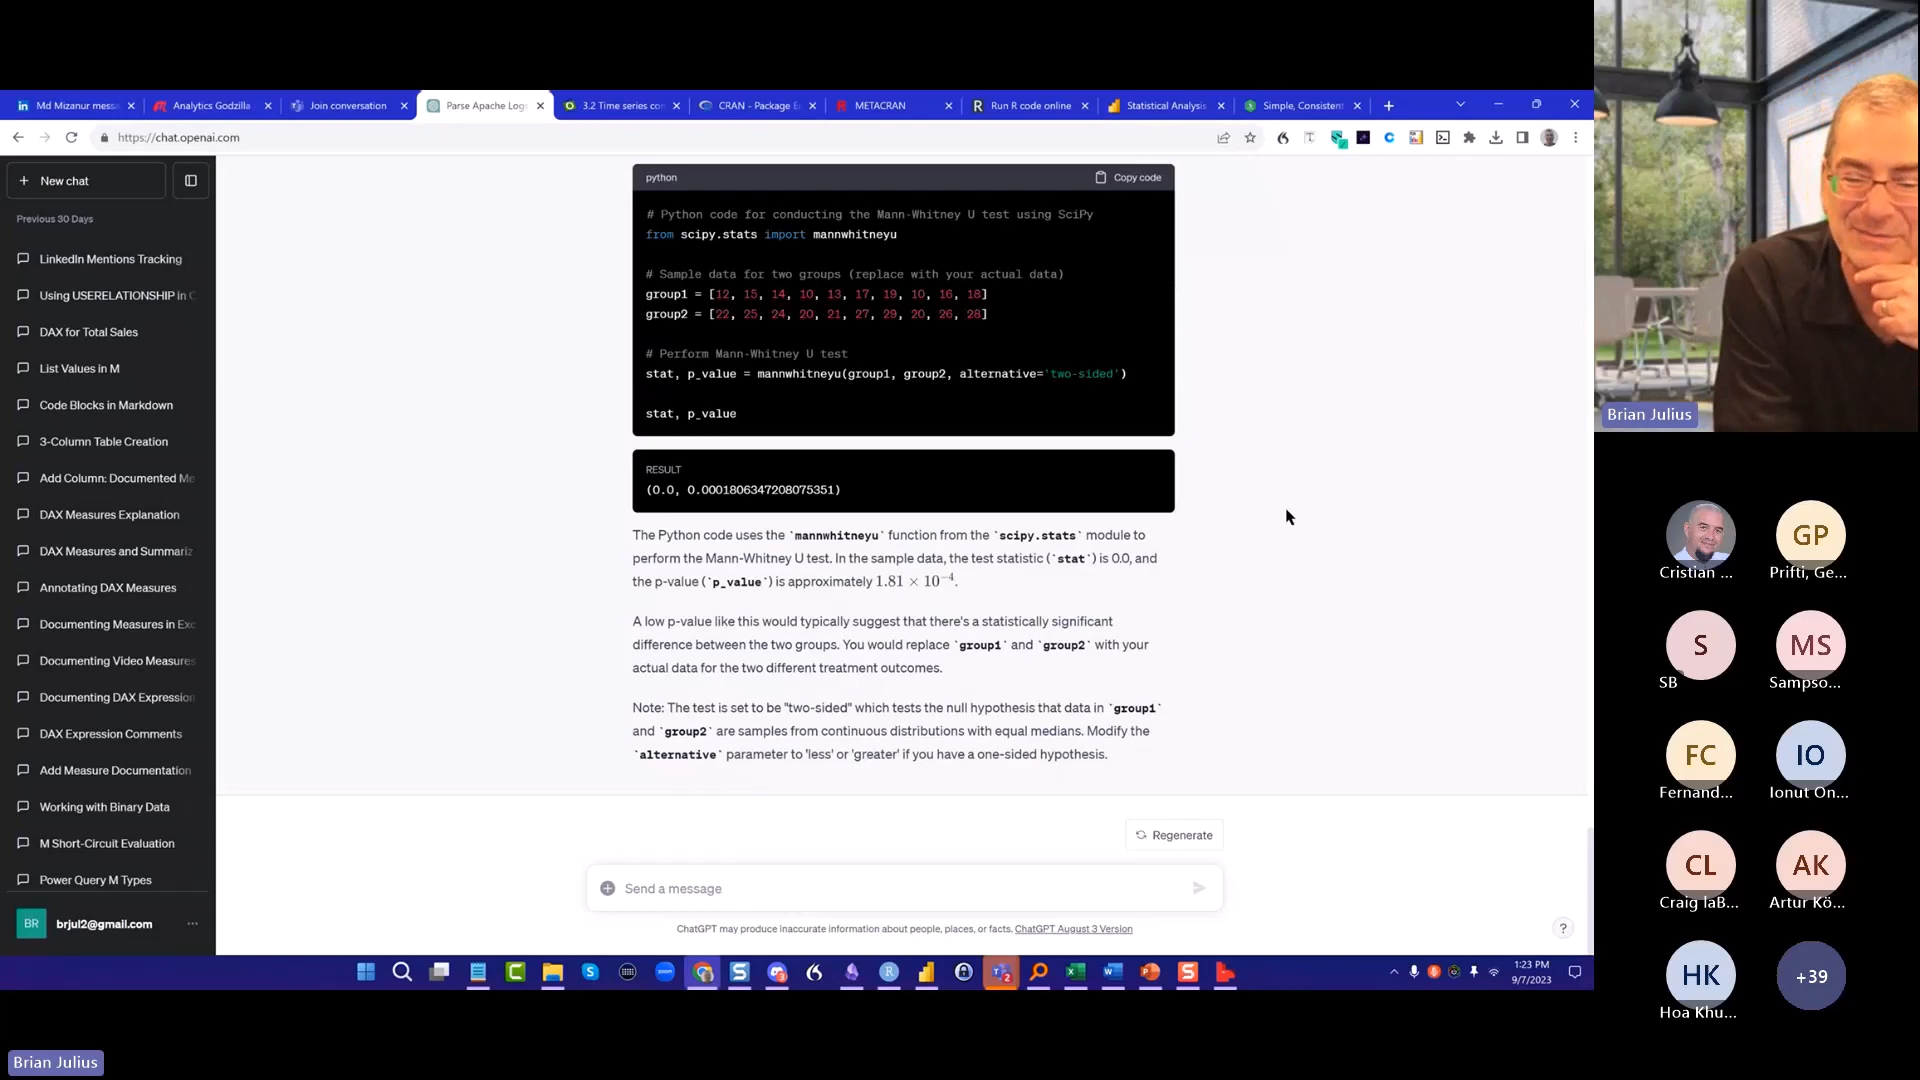 Md Mizanur mess
Analytics Godzilla
Join conversation
Parse Apache Log
3.2 Time series co
CRAN - Package
METACRAN
Run R code online
Statistical Analysis
Simple, Consistent
https://chat.openai.com
New chat
Previous 30 Days
LinkedIn Mentions Tracking
Using USERELATIONSHIP in C
DAX for Total Sales
List Values in M
Code Blocks in Markdown
3-Column Table Creation
Add Column: Documented Me
DAX Measures Explanation
DAX Measures and Summariz
Annotating DAX Measures
Documenting Measures in Exc
Documenting Video Measures
Documenting DAX Expression
DAX Expression Comments
Add Measure Documentation
Working with Binary Data
M Short-Circuit Evaluation
Power Query M Types
BR
brjul2@gmail.com
python
Copy code
# Python code for conducting the Mann-Whitney U test using SciPy
from scipy.stats import mannwhitneyu
# Sample data for two groups (replace with your actual data)
group1 = [12, 15, 14, 10, 13, 17, 19, 10, 16, 18]
group2 = [22, 25, 24, 20, 21, 27, 29, 20, 26, 28]
# Perform Mann-Whitney U test
stat, p_value = mannwhitneyu(group1, group2, alternative='two-sided')
stat, p_value
RESULT
(0.0, 0.0001806347208075351)
The Python code uses the `mannwhitneyu` function from the `scipy.stats` module to
perform the Mann-Whitney U test. In the sample data, the test statistic (`stat`) is 0.0, and
the p-value (`p_value`) is approximately 1.81 × 10⁻⁴.
A low p-value like this would typically suggest that there's a statistically significant
difference between the two groups. You would replace `group1` and `group2` with your
actual data for the two different treatment outcomes.
Note: The test is set to be "two-sided" which tests the null hypothesis that data in `group1`
and `group2` are samples from continuous distributions with equal medians. Modify the
`alternative` parameter to 'less' or 'greater' if you have a one-sided hypothesis.
Regenerate
Send a message
ChatGPT may produce inaccurate information about people, places, or facts. ChatGPT August 3 Version
?
1:23 PM
9/7/2023
Brian Julius
Cristian ...
GP
Prifti, Ge...
S
SB
MS
Sampso...
FC
Fernand...
IO
Ionut On...
CL
Craig laB...
AK
Artur Kö...
HK
Hoa Khu...
+39
Brian Julius